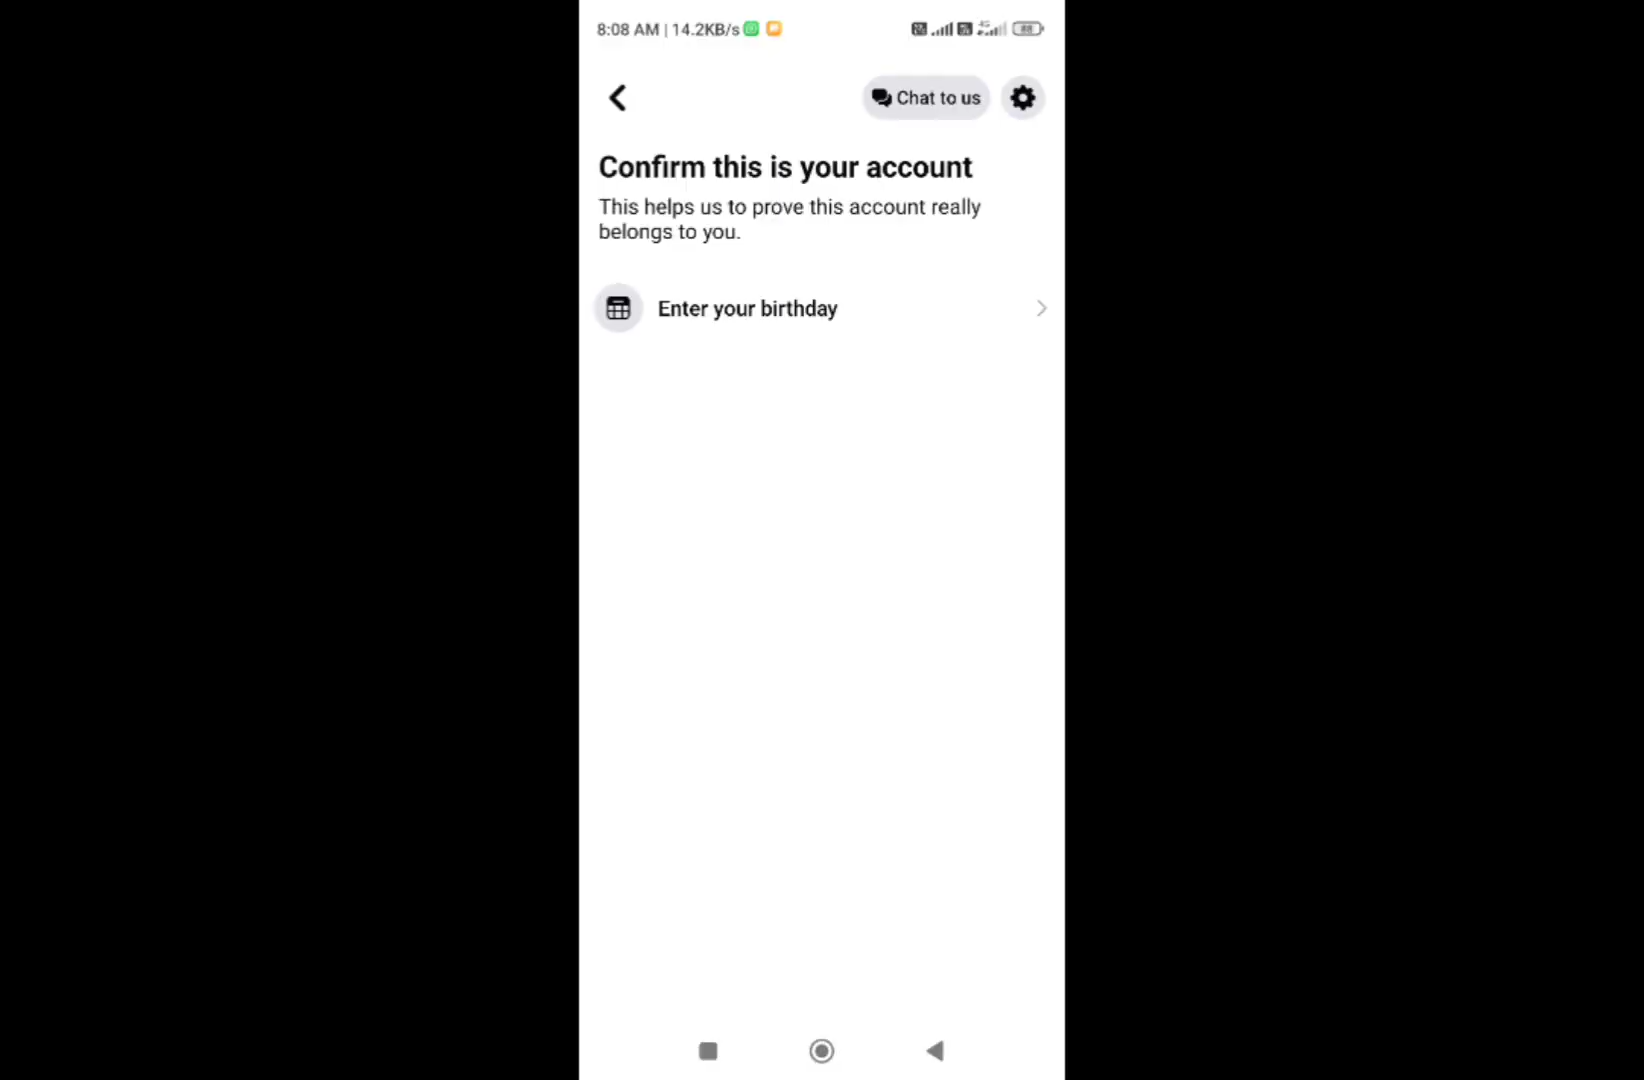 8:08 AM | 14.2KB/s
88
Chat to us
Confirm this is your account
This helps us to prove this account really
belongs to you.
Enter your birthday